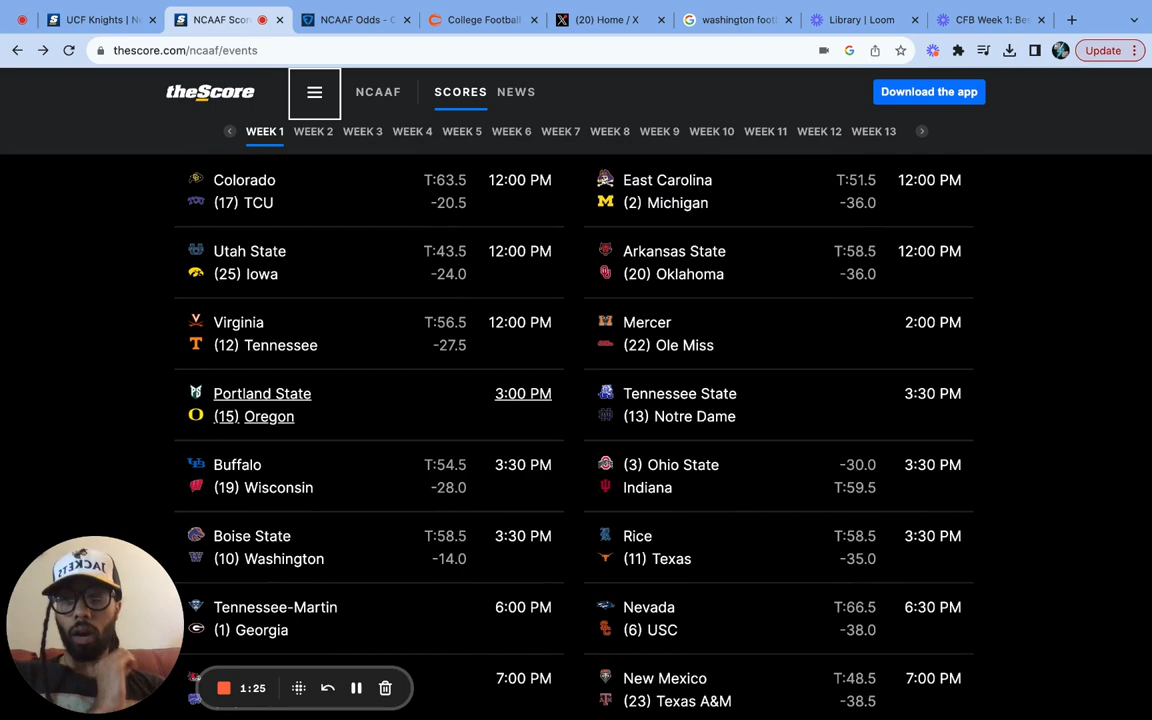 UCF Knights | N
NCAAF Scor
NCAAF Odds - C
College Football
(20) Home / X
washington foot
Library | Loom
CFB Week 1: Bes
thescore.com/ncaaf/events
Update
theScore
NCAAF
SCORES
NEWS
Download the app
WEEK 1 WEEK 2 WEEK 3 WEEK 4 WEEK 5 WEEK 6 WEEK 7 WEEK 8 WEEK 9 WEEK 10 WEEK 11 WEEK 12 WEEK 13
Colorado T:63.5 12:00 PM
(17) TCU -20.5
East Carolina T:51.5 12:00 PM
(2) Michigan -36.0
Utah State T:43.5 12:00 PM
(25) Iowa -24.0
Arkansas State T:58.5 12:00 PM
(20) Oklahoma -36.0
Virginia T:56.5 12:00 PM
(12) Tennessee -27.5
Mercer 2:00 PM
(22) Ole Miss
Portland State 3:00 PM
(15) Oregon
Tennessee State 3:30 PM
(13) Notre Dame
Buffalo T:54.5 3:30 PM
(19) Wisconsin -28.0
(3) Ohio State -30.0 3:30 PM
Indiana T:59.5
Boise State T:58.5 3:30 PM
(10) Washington -14.0
Rice T:58.5 3:30 PM
(11) Texas -35.0
Tennessee-Martin 6:00 PM
(1) Georgia
Nevada T:66.5 6:30 PM
(6) USC -38.0
7:00 PM
New Mexico T:48.5 7:00 PM
(23) Texas A&M -38.5
1:25
JACKETS